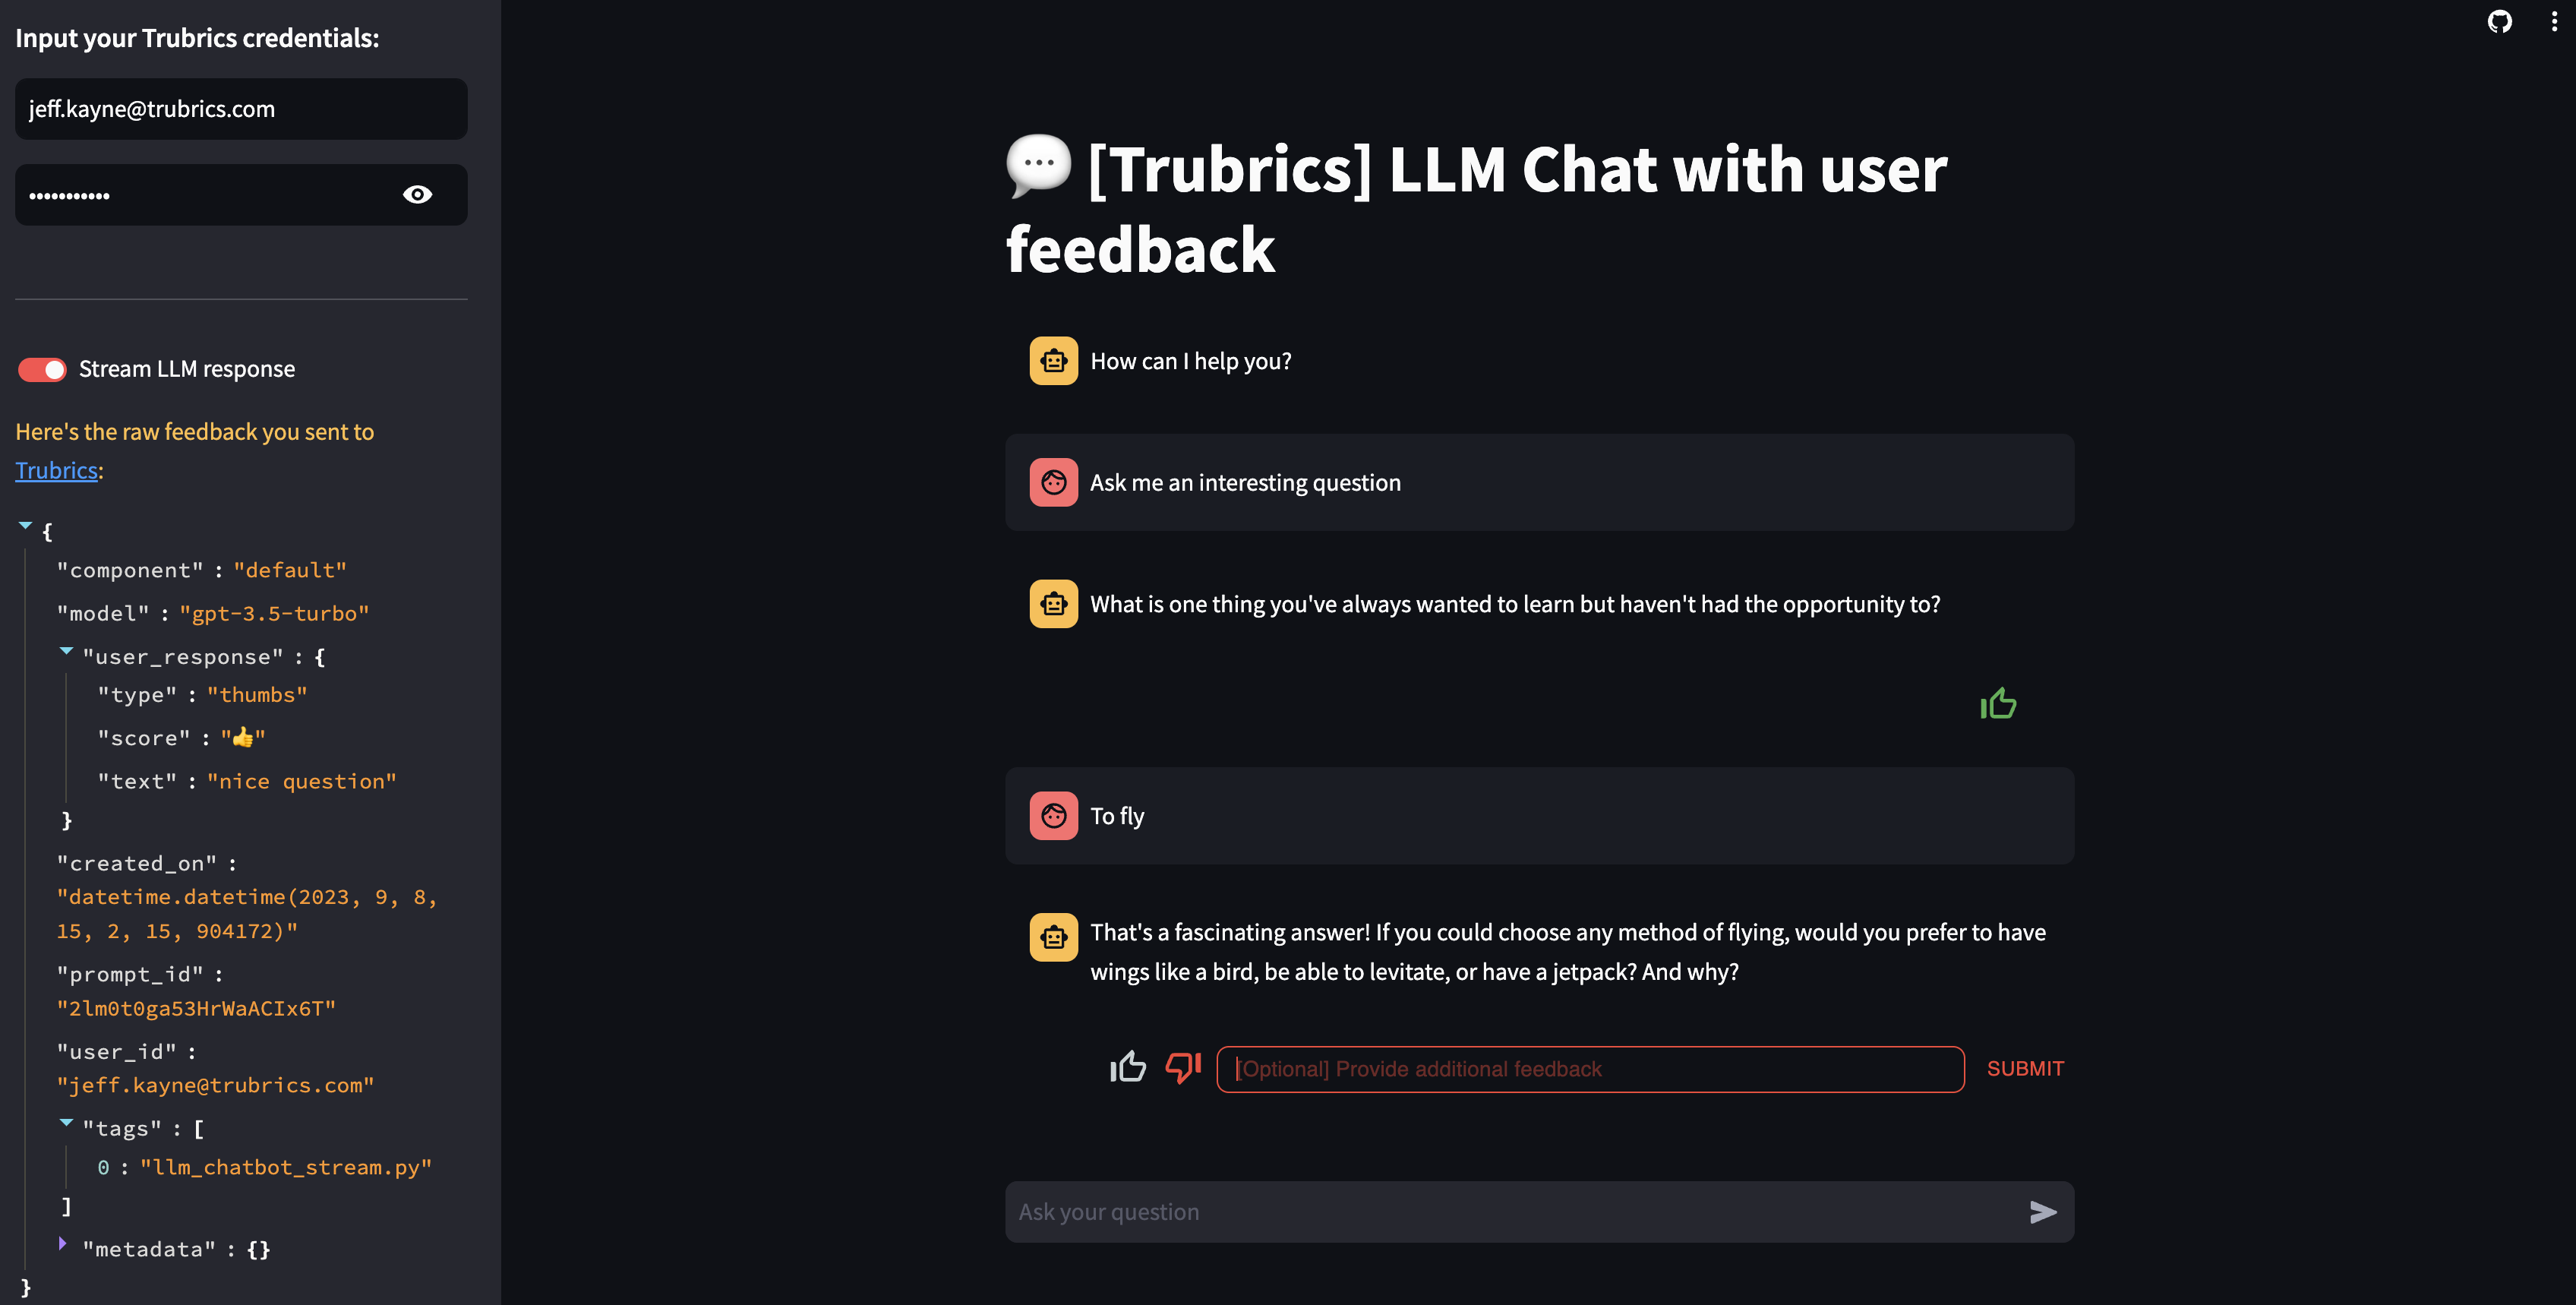 Input your Trubrics credentials:
jeff.kayne@trubrics.com
•••••••••••
Stream LLM response
Here's the raw feedback you sent to
Trubrics:
{
"component" : "default"
"model" : "gpt-3.5-turbo"
"user_response" : {
"type" : "thumbs"
"score" : "👍"
"text" : "nice question"
}
"created_on" :
"datetime.datetime(2023, 9, 8,
15, 2, 15, 904172)"
"prompt_id" :
"2lm0t0ga53HrWaACIx6T"
"user_id" :
"jeff.kayne@trubrics.com"
"tags" : [
0 : "llm_chatbot_stream.py"
]
"metadata" : {}
}
💬 [Trubrics] LLM Chat with user
feedback
How can I help you?
Ask me an interesting question
What is one thing you've always wanted to learn but haven't had the opportunity to?
To fly
That's a fascinating answer! If you could choose any method of flying, would you prefer to have
wings like a bird, be able to levitate, or have a jetpack? And why?
[Optional] Provide additional feedback
SUBMIT
Ask your question